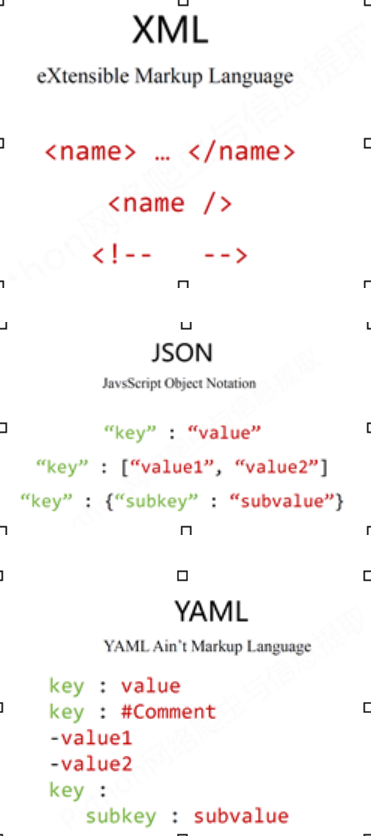 XML
eXtensible Markup Language
<name> … </name>
<name />
<!--   -->
JSON
JavsScript Object Notation
“key” : “value”
“key” : [“value1”, “value2”]
“key” : {“subkey” : “subvalue”}
YAML
YAML Ain’t Markup Language
key : value
key : #Comment
-value1
-value2
key :
subkey : subvalue